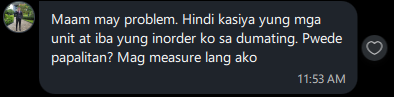 Maam may problem. Hindi kasiya yung mga
unit at iba yung inorder ko sa dumating. Pwede
papalitan? Mag measure lang ako
11:53 AM